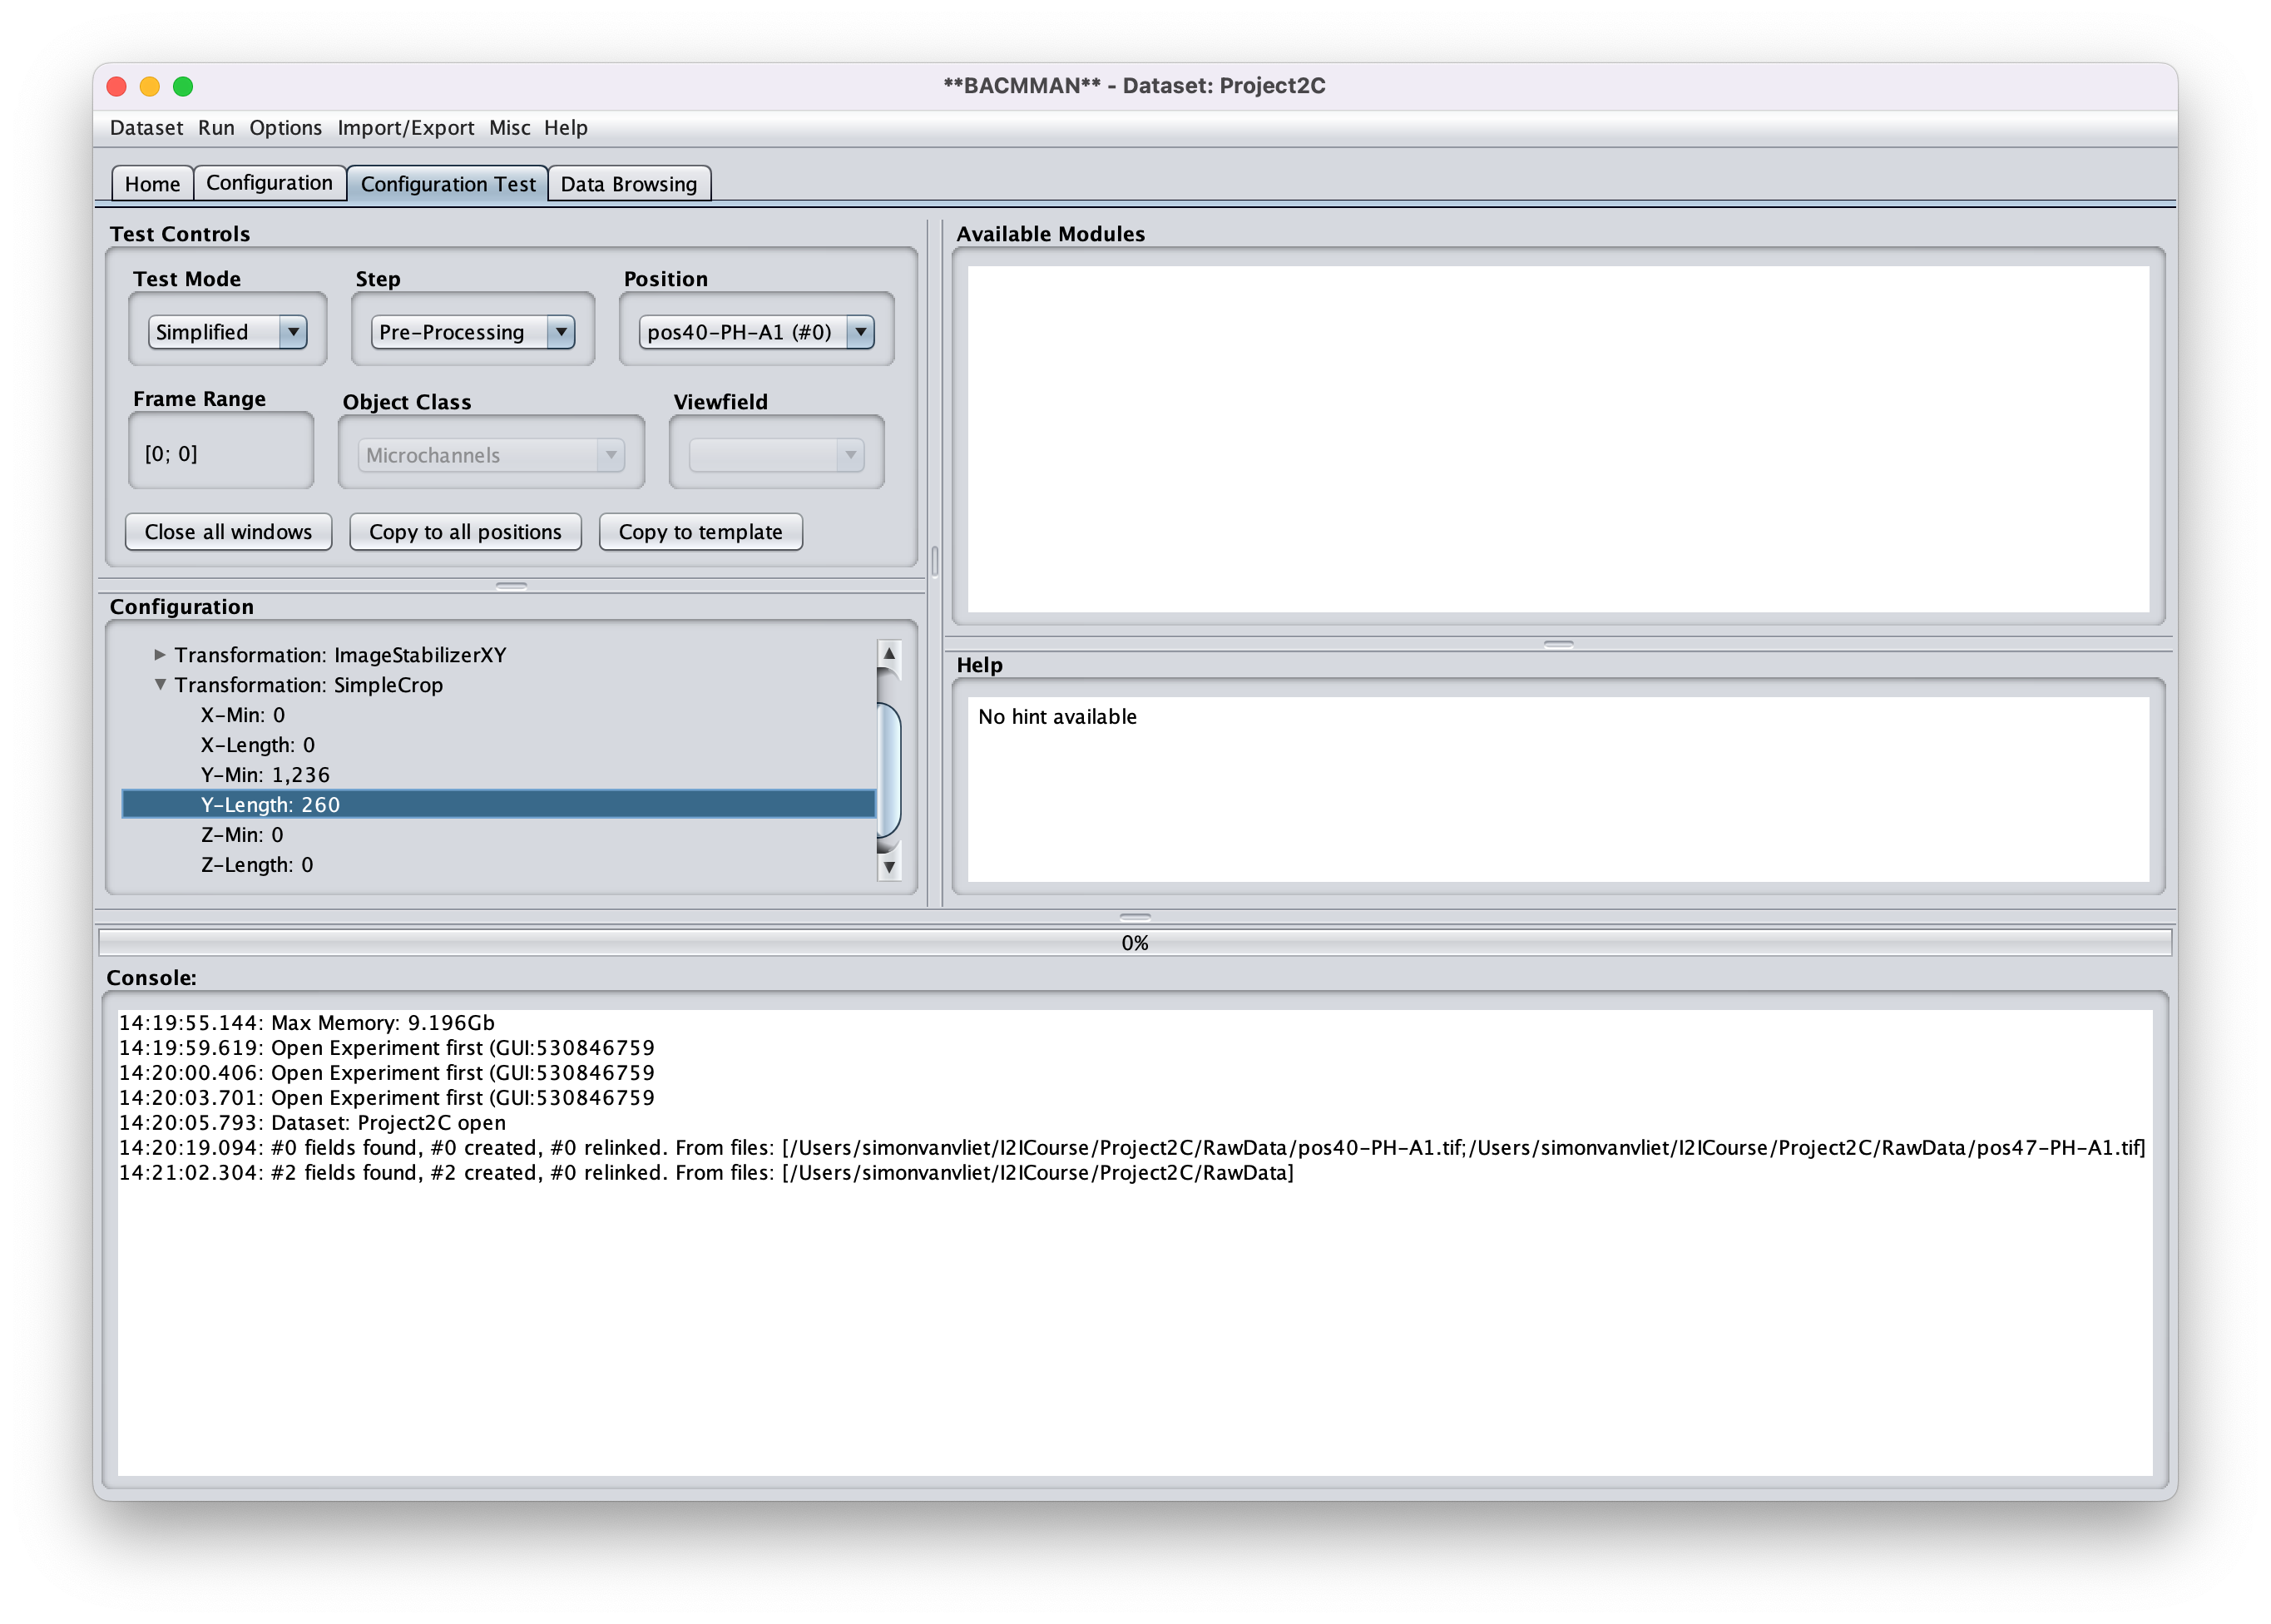 **BACMMAN** - Dataset: Project2C
Dataset Run Options Import/Export Misc Help
Home Configuration Configuration Test Data Browsing
Test Controls
Test Mode Step Position
Simplified Pre-Processing pos40-PH-A1 (#0)
Frame Range Object Class Viewfield
[0; 0] Microchannels
Close all windows Copy to all positions Copy to template
Configuration
Transformation: ImageStabilizerXY
Transformation: SimpleCrop
X-Min: 0
X-Length: 0
Y-Min: 1,236
Y-Length: 260
Z-Min: 0
Z-Length: 0
Available Modules
Help
No hint available
0%
Console:
14:19:55.144: Max Memory: 9.196Gb
14:19:59.619: Open Experiment first (GUI:530846759
14:20:00.406: Open Experiment first (GUI:530846759
14:20:03.701: Open Experiment first (GUI:530846759
14:20:05.793: Dataset: Project2C open
14:20:19.094: #0 fields found, #0 created, #0 relinked. From files: [/Users/simonvanvliet/I2ICourse/Project2C/RawData/pos40-PH-A1.tif;/Users/simonvanvliet/I2ICourse/Project2C/RawData/pos47-PH-A1.tif]
14:21:02.304: #2 fields found, #2 created, #0 relinked. From files: [/Users/simonvanvliet/I2ICourse/Project2C/RawData]